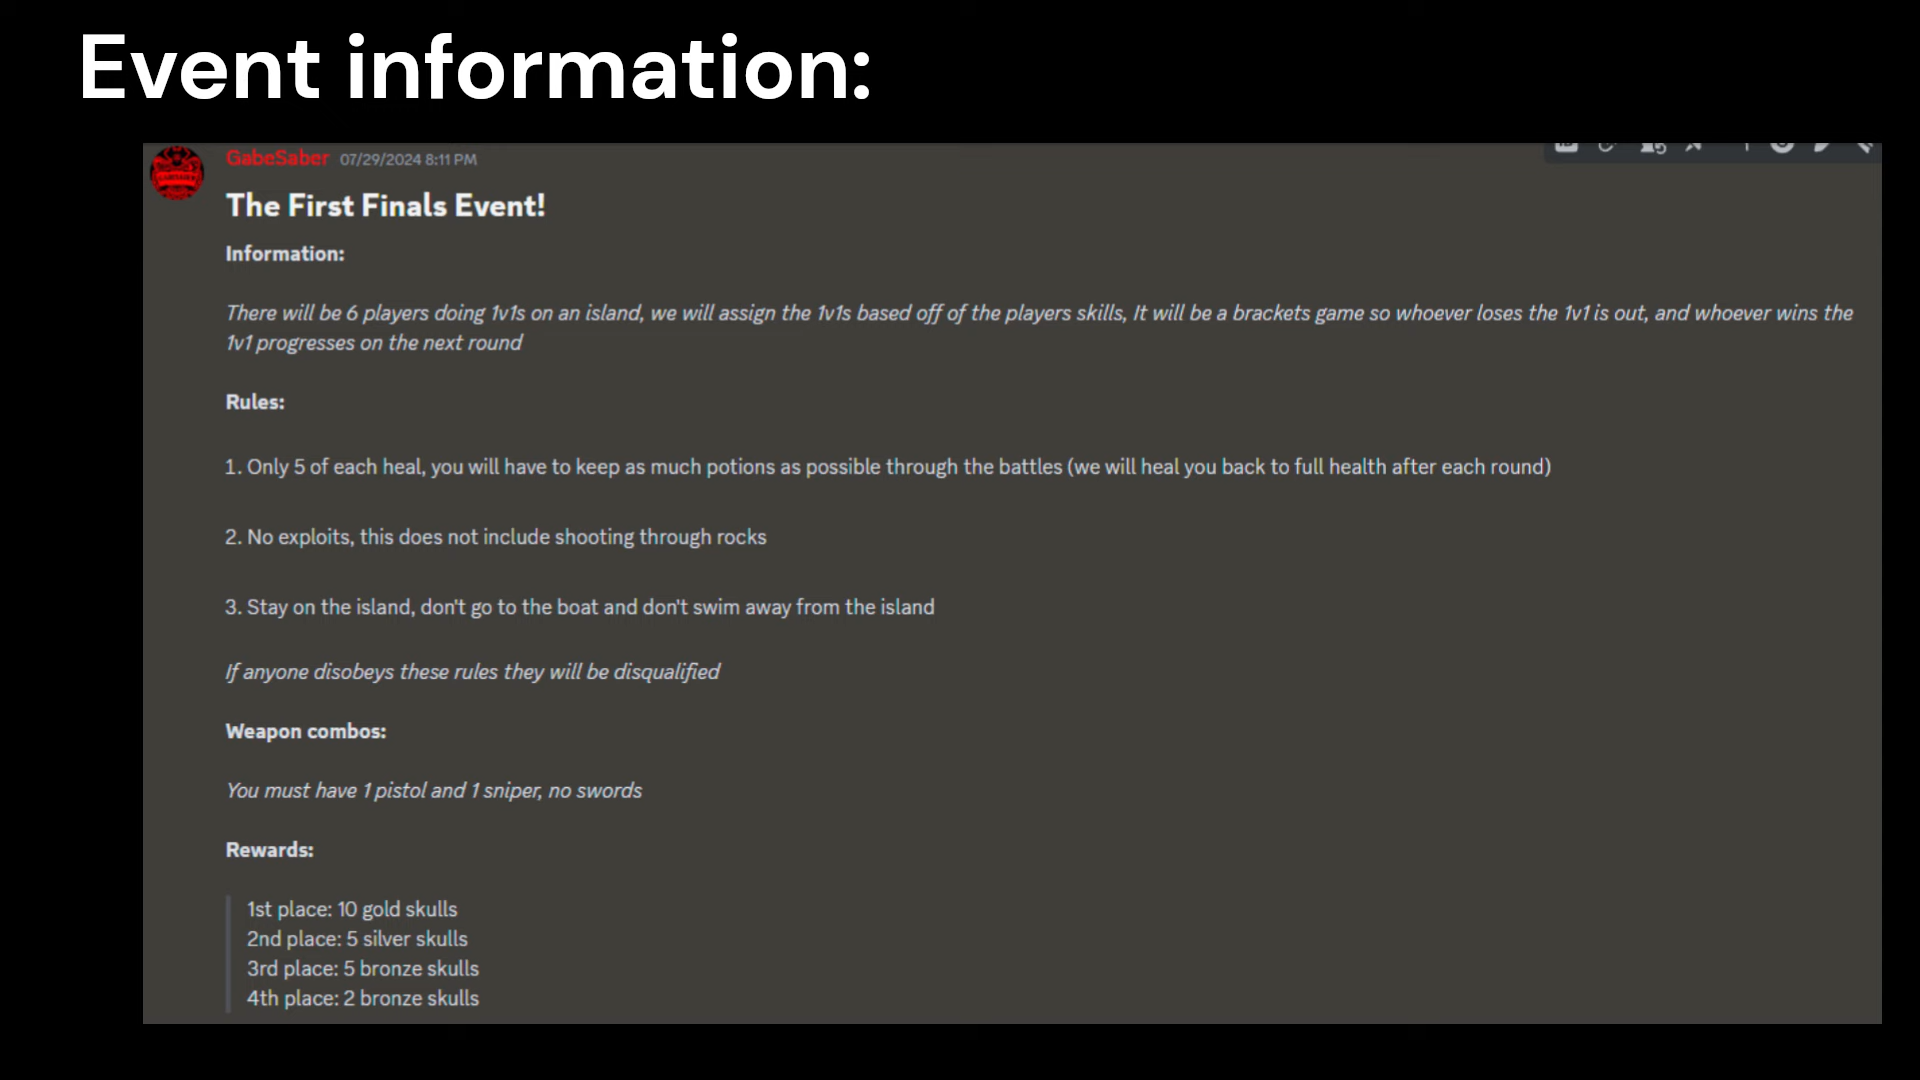 Event information:
GabeSaber 07/29/2024 8:11 PM
The First Finals Event!
Information:
There will be 6 players doing 1v1s on an island, we will assign the 1v1s based off of the players skills, It will be a brackets game so whoever loses the 1v1 is out, and whoever wins the
1v1 progresses on the next round
Rules:
1. Only 5 of each heal, you will have to keep as much potions as possible through the battles (we will heal you back to full health after each round)
2. No exploits, this does not include shooting through rocks
3. Stay on the island, don't go to the boat and don't swim away from the island
If anyone disobeys these rules they will be disqualified
Weapon combos:
You must have 1 pistol and 1 sniper, no swords
Rewards:
1st place: 10 gold skulls
2nd place: 5 silver skulls
3rd place: 5 bronze skulls
4th place: 2 bronze skulls